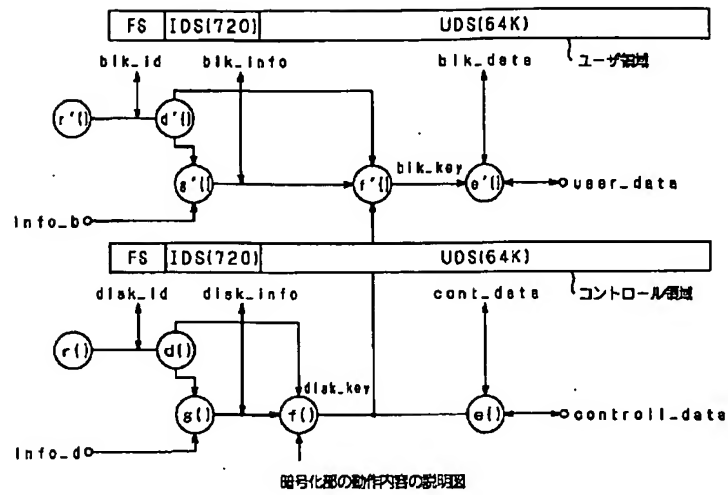 FS IDS(720) UDS(64K)
ユーザ領域
blk_id blk_info blk_data
r'() d'()
g'() f'() blk_key e'() user_data
info_b
FS IDS(720) UDS(64K)
コントロール領域
disk_id disk_info cont_data
r() d()
disk_key
g() f() e() controll_data
info_d
暗号化部の動作内容の説明図